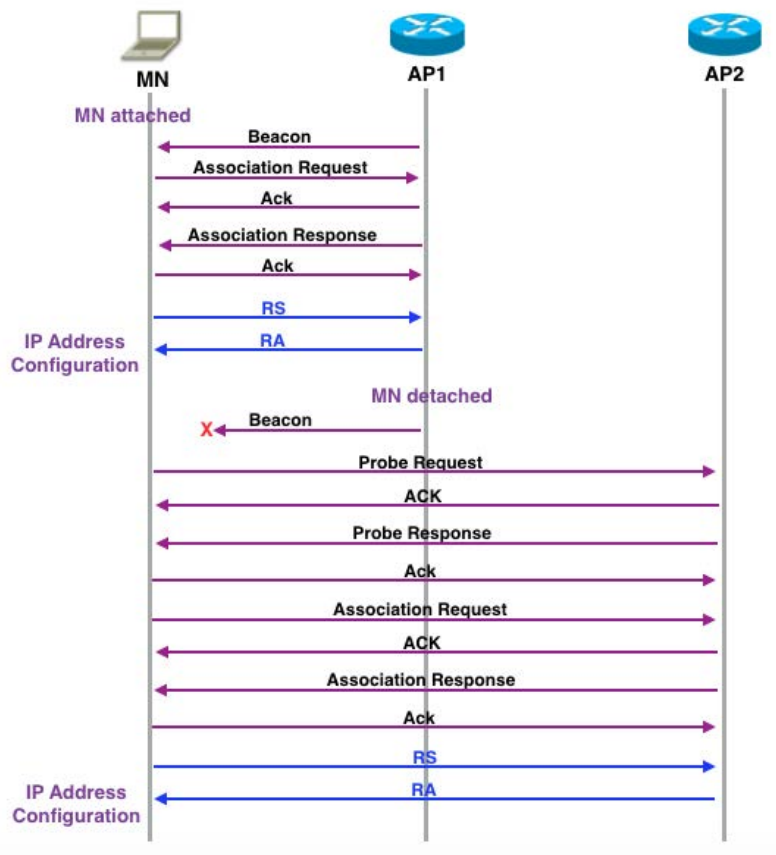 MN
AP1
AP2
MN attached
Beacon
Association Request
Ack
Association Response
Ack
RS
IP Address
Configuration
RA
MN detached
X
Beacon
Probe Request
ACK
Probe Response
Ack
Association Request
ACK
Association Response
Ack
RS
IP Address
Configuration
RA